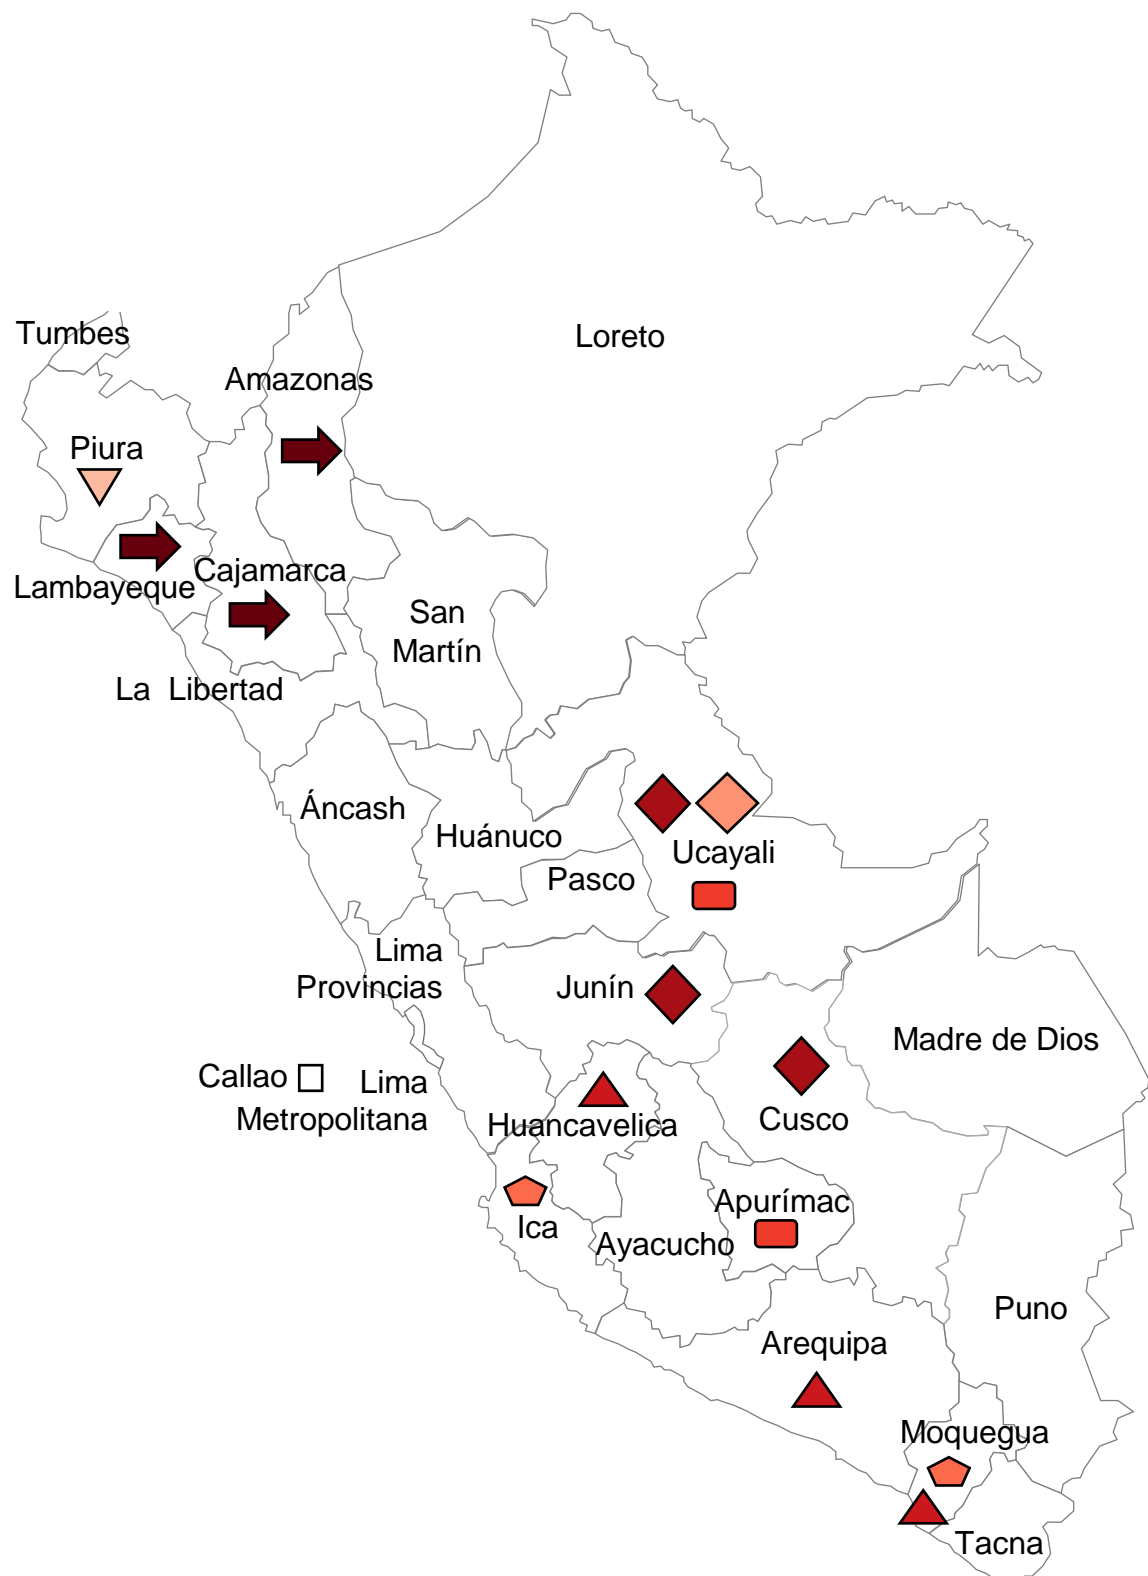 Tumbes
Loreto
Amazonas
Piura
Cajamarca
Lambayeque
San
Martín
La Libertad
Áncash
Huánuco
Ucayali
Pasco
Lima
Provincias
Junín
Madre de Dios
Callao
Lima
Metropolitana
Huancavelica
Cusco
Apurímac
Ica
Ayacucho
Puno
Arequipa
Moquegua
Tacna